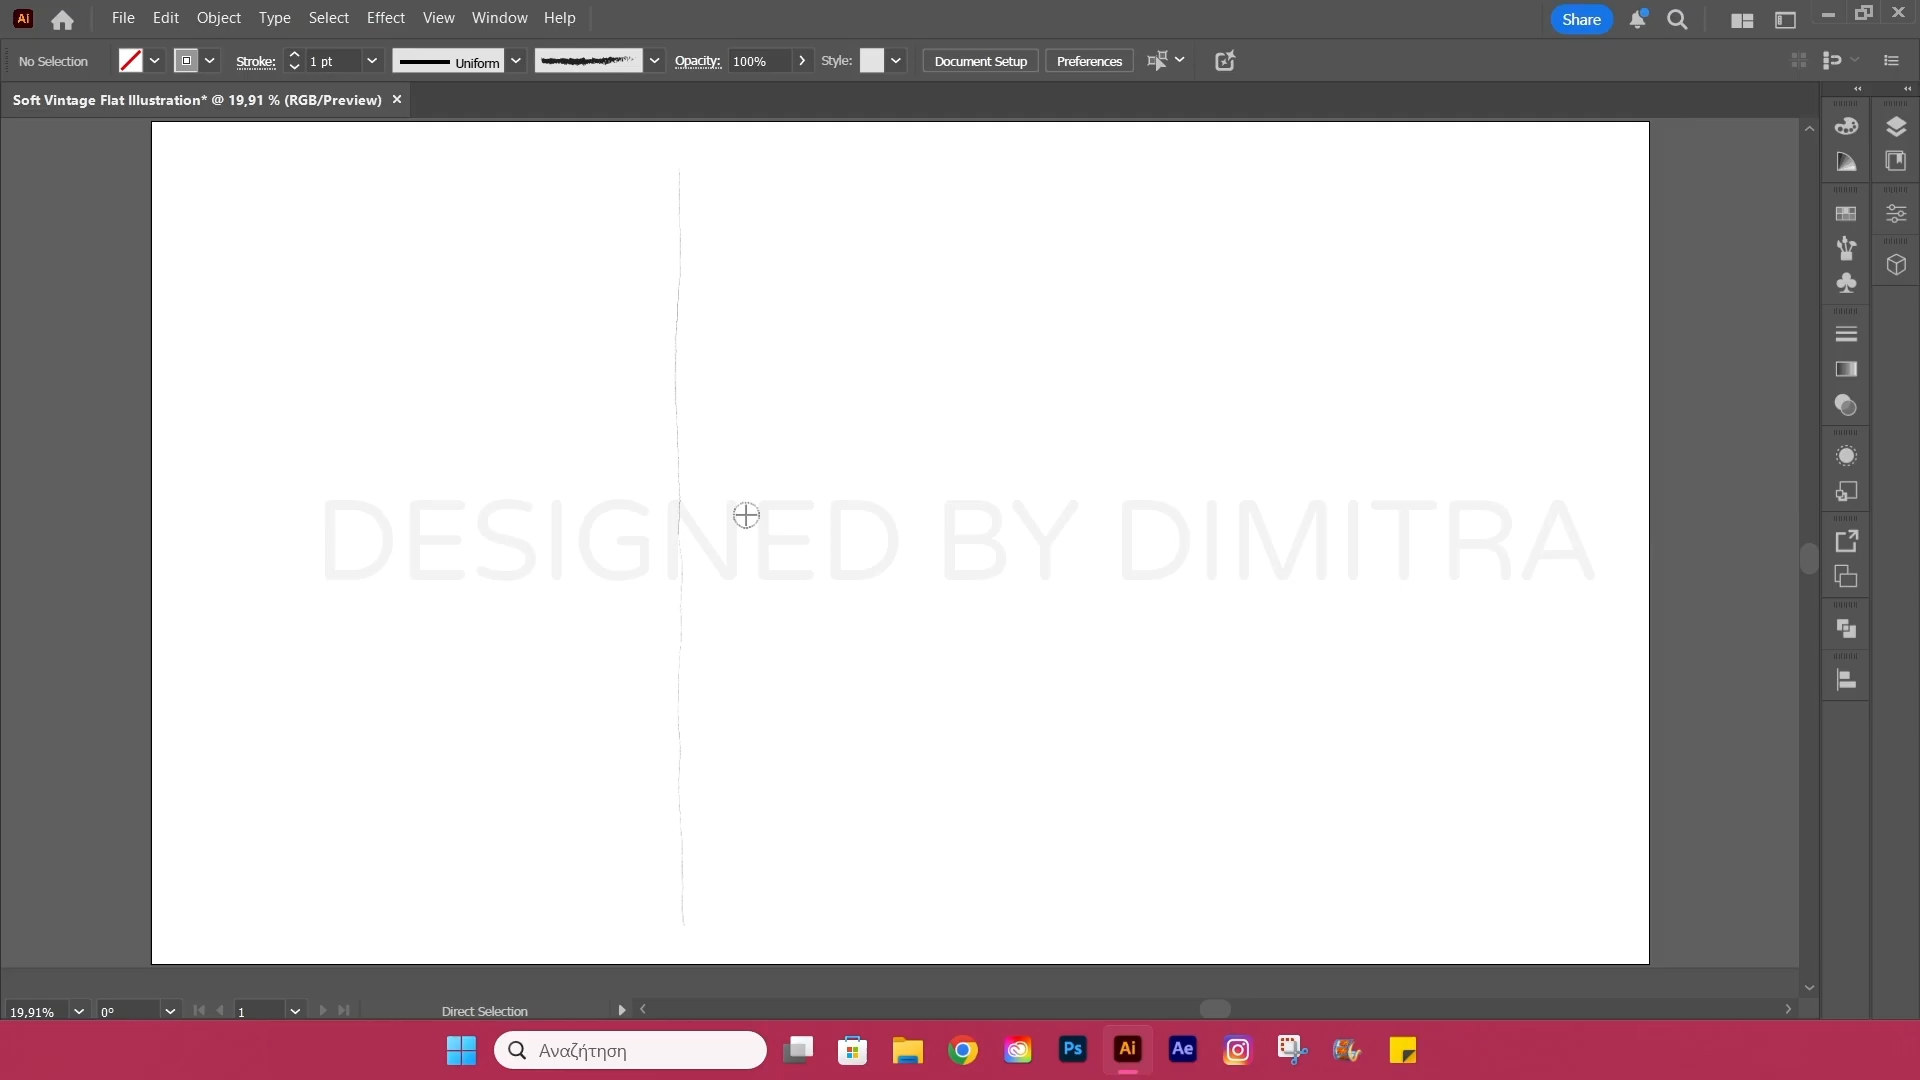 Ai File Edit Object Type Select Effect View Window Help Share
No Selection Stroke: 1 pt Uniform Opacity: 100% Style: Document Setup Preferences
Soft Vintage Flat Illustration* @ 19,91 % (RGB/Preview) ×
DESIGNED BY DIMITRA
19,91% 0° 1 Direct Selection
Αναζήτηση Ps Ai Ae